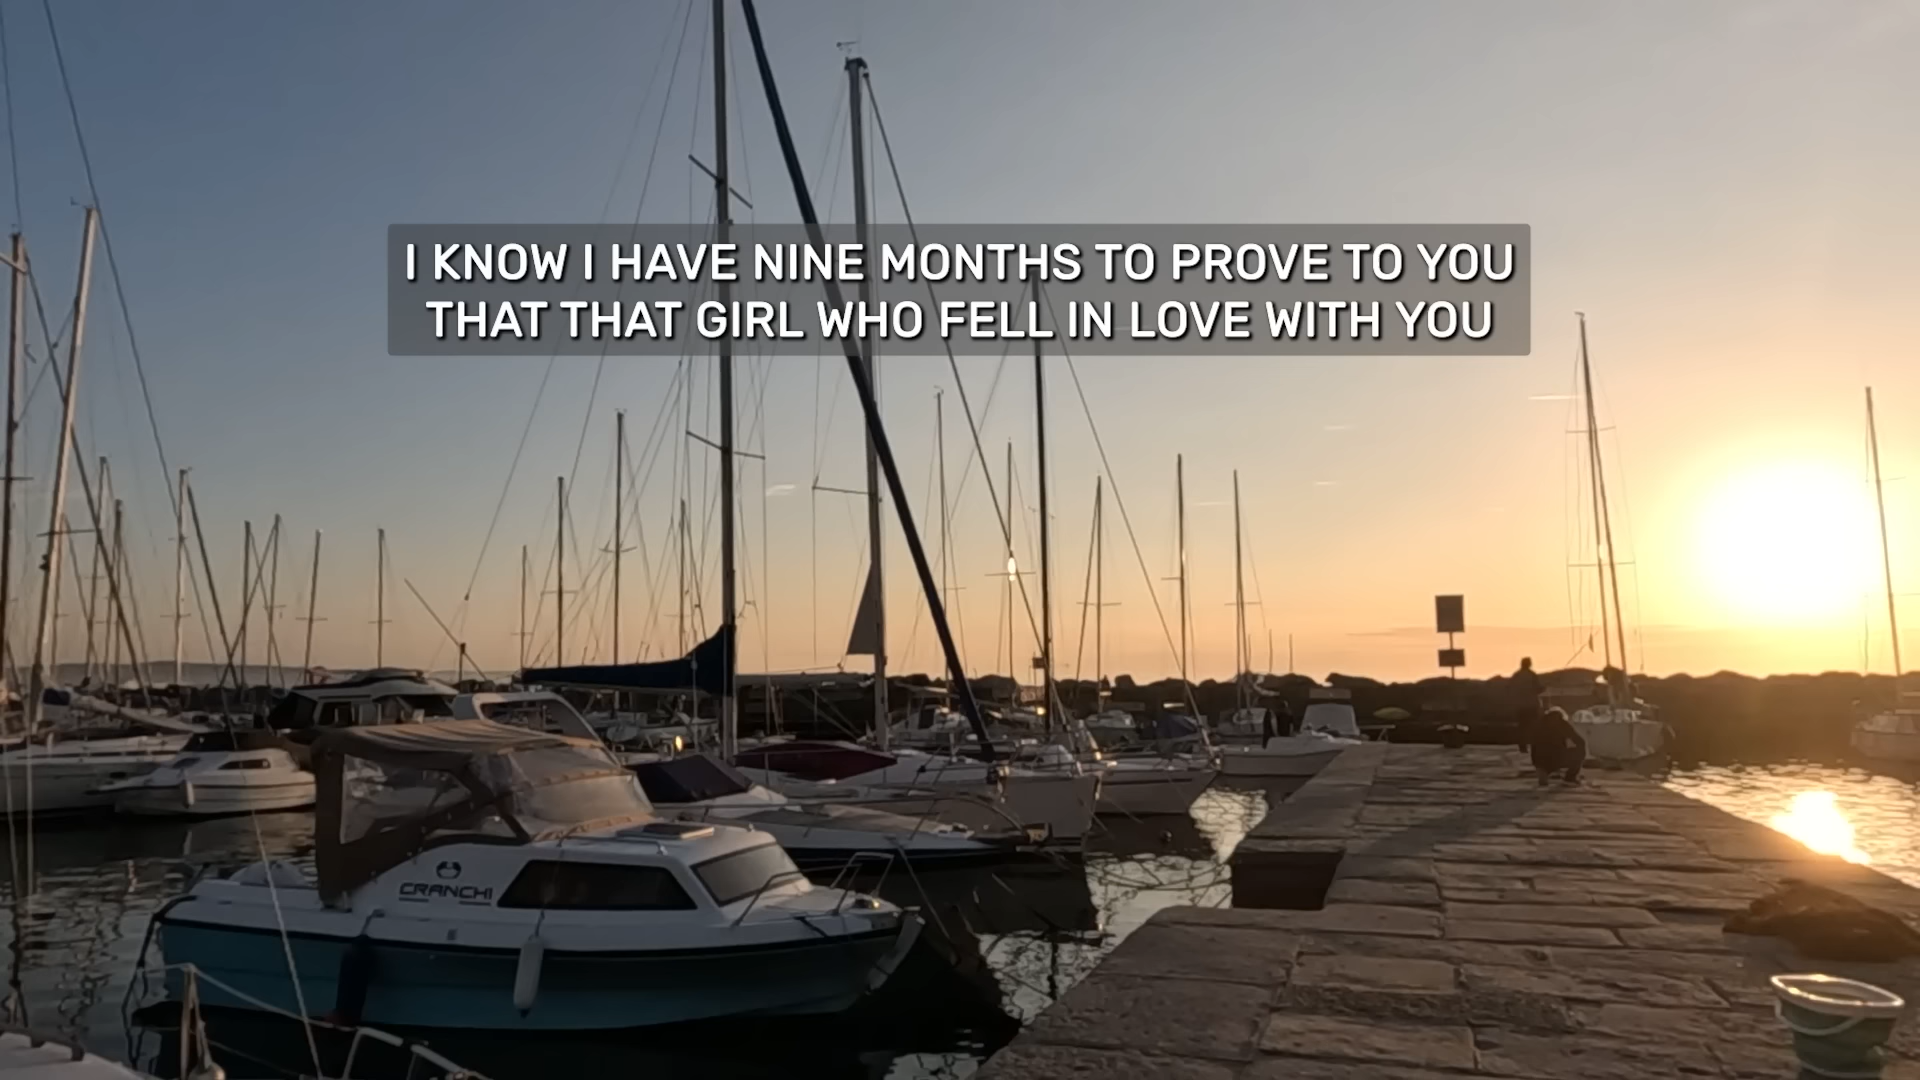 I KNOW I HAVE NINE MONTHS TO PROVE TO YOU
THAT THAT GIRL WHO FELL IN LOVE WITH YOU
CRANCHI